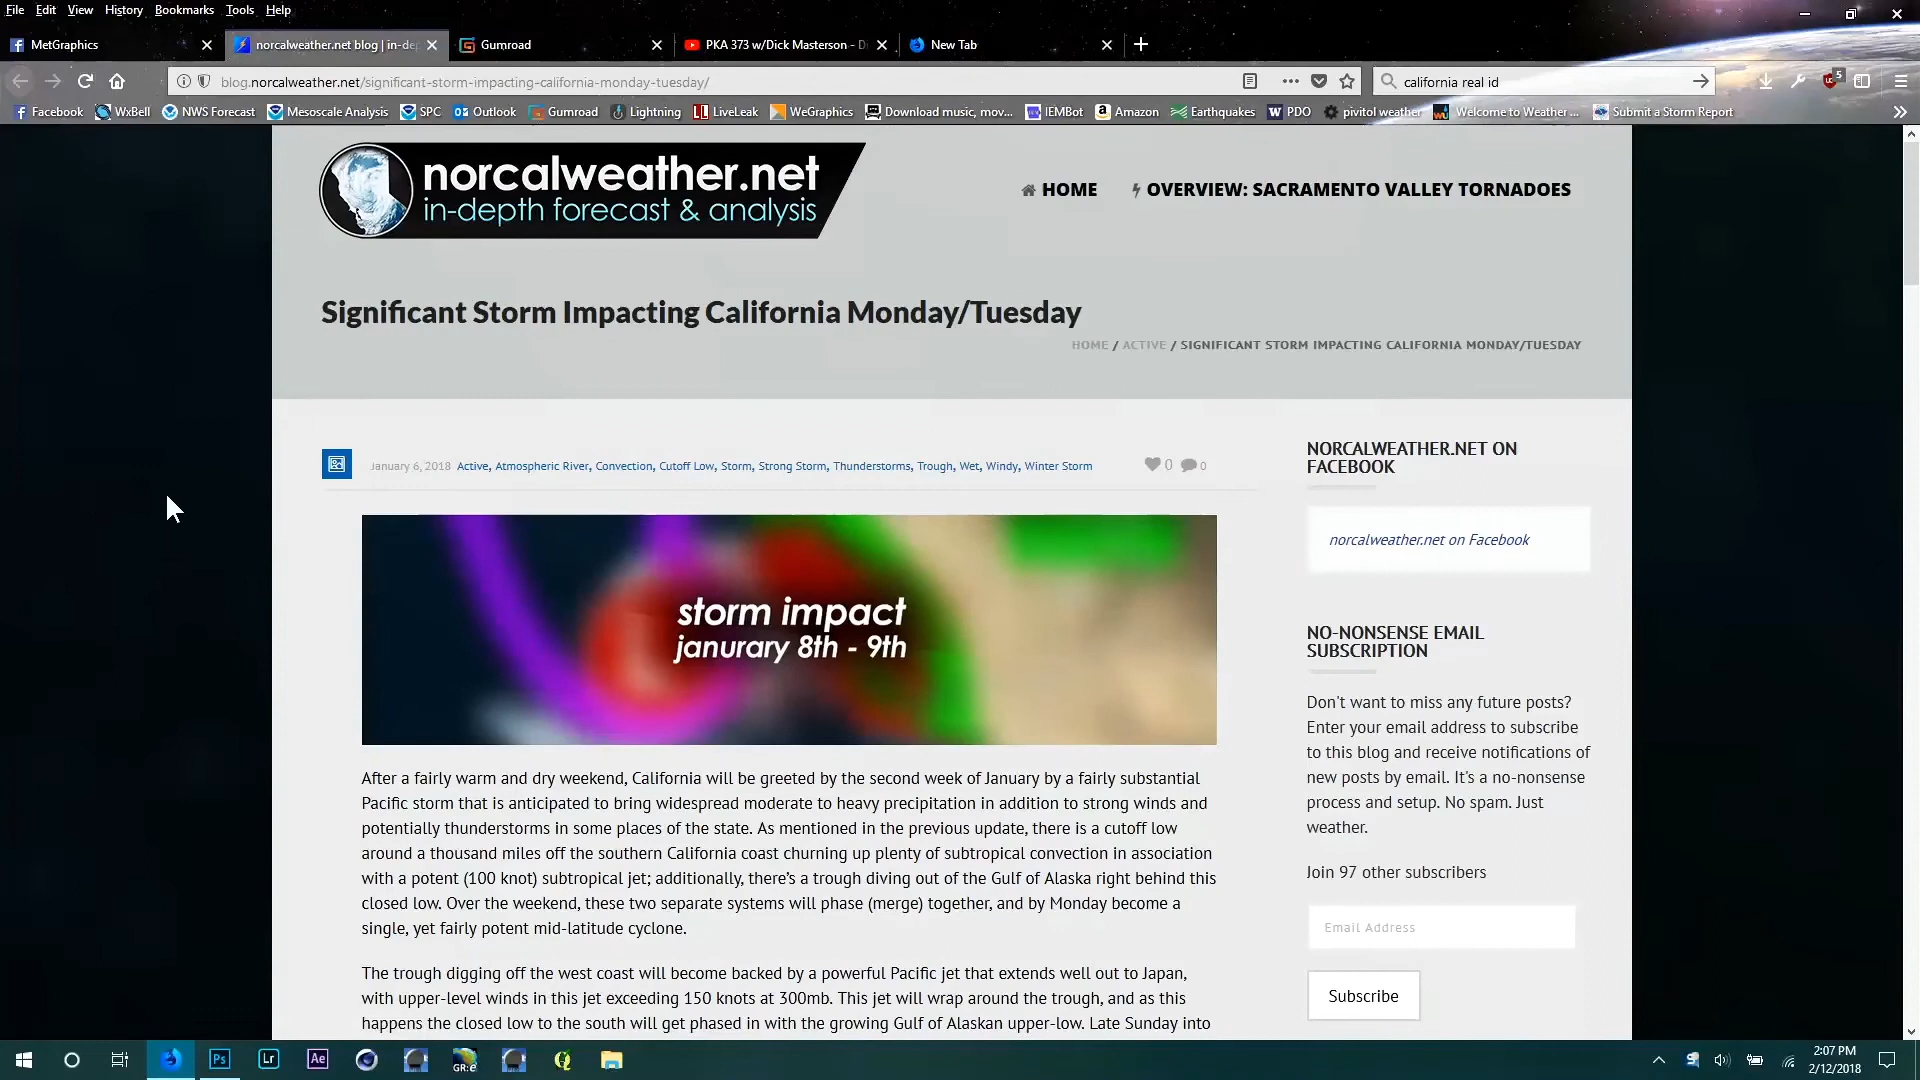 File Edit View History Bookmarks Tools Help
MetGraphics
norcalweather.net blog | in-de
Gumroad
PKA 373 w/Dick Masterson - D
New Tab
blog.norcalweather.net/significant-storm-impacting-california-monday-tuesday/
california real id
5
Facebook WxBell NWS Forecast Mesoscale Analysis SPC Outlook Gumroad Lightning LiveLeak WeGraphics Download music, mov... IEMBot Amazon Earthquakes PDO pivitol weather Welcome to Weather ... Submit a Storm Report
norcalweather.net
in-depth forecast & analysis
HOME OVERVIEW: SACRAMENTO VALLEY TORNADOES
Significant Storm Impacting California Monday/Tuesday
HOME / ACTIVE / SIGNIFICANT STORM IMPACTING CALIFORNIA MONDAY/TUESDAY
January 6, 2018 Active, Atmospheric River, Convection, Cutoff Low, Storm, Strong Storm, Thunderstorms, Trough, Wet, Windy, Winter Storm 0 0
storm impact
janurary 8th - 9th
After a fairly warm and dry weekend, California will be greeted by the second week of January by a fairly substantial
Pacific storm that is anticipated to bring widespread moderate to heavy precipitation in addition to strong winds and
potentially thunderstorms in some places of the state. As mentioned in the previous update, there is a cutoff low
around a thousand miles off the southern California coast churning up plenty of subtropical convection in association
with a potent (100 knot) subtropical jet; additionally, there's a trough diving out of the Gulf of Alaska right behind this
closed low. Over the weekend, these two separate systems will phase (merge) together, and by Monday become a
single, yet fairly potent mid-latitude cyclone.
The trough digging off the west coast will become backed by a powerful Pacific jet that extends well out to Japan,
with upper-level winds in this jet exceeding 150 knots at 300mb. This jet will wrap around the trough, and as this
happens the closed low to the south will get phased in with the growing Gulf of Alaskan upper-low. Late Sunday into
NORCALWEATHER.NET ON
FACEBOOK
norcalweather.net on Facebook
NO-NONSENSE EMAIL
SUBSCRIPTION
Don't want to miss any future posts?
Enter your email address to subscribe
to this blog and receive notifications of
new posts by email. It's a no-nonsense
process and setup. No spam. Just
weather.
Join 97 other subscribers
Email Address
Subscribe
Ps Lr Ae GR:e
2:07 PM
2/12/2018